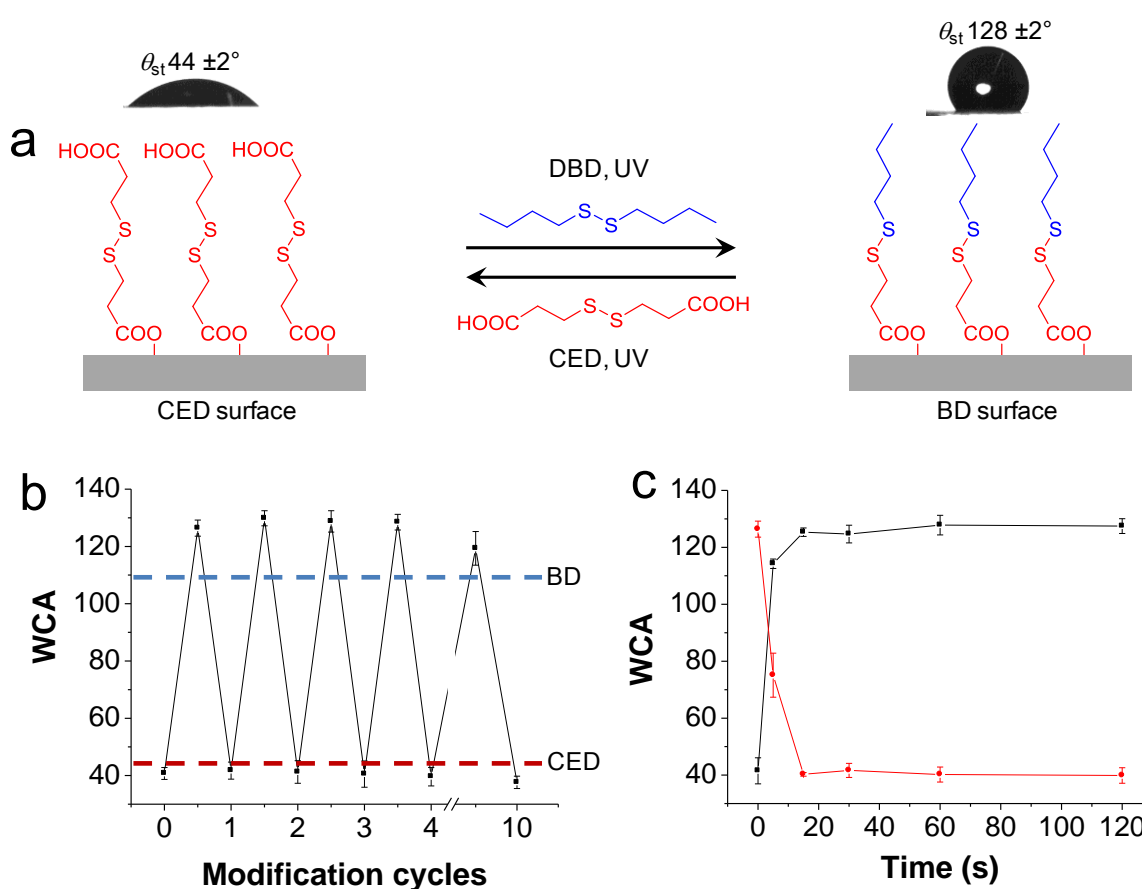 θst 44 ±2°
θst 128 ±2°
a
HOOC HOOC HOOC
S S S
S S S
COO COO COO
CED surface
DBD, UV
S
S
HOOC S S COOH
CED, UV
S S S
S S S
COO COO COO
BD surface
b
140
120
100
80
60
40
WCA
BD
CED
0 1 2 3 4 10
Modification cycles
c
140
120
100
80
60
40
WCA
0 20 40 60 80 100 120
Time (s)